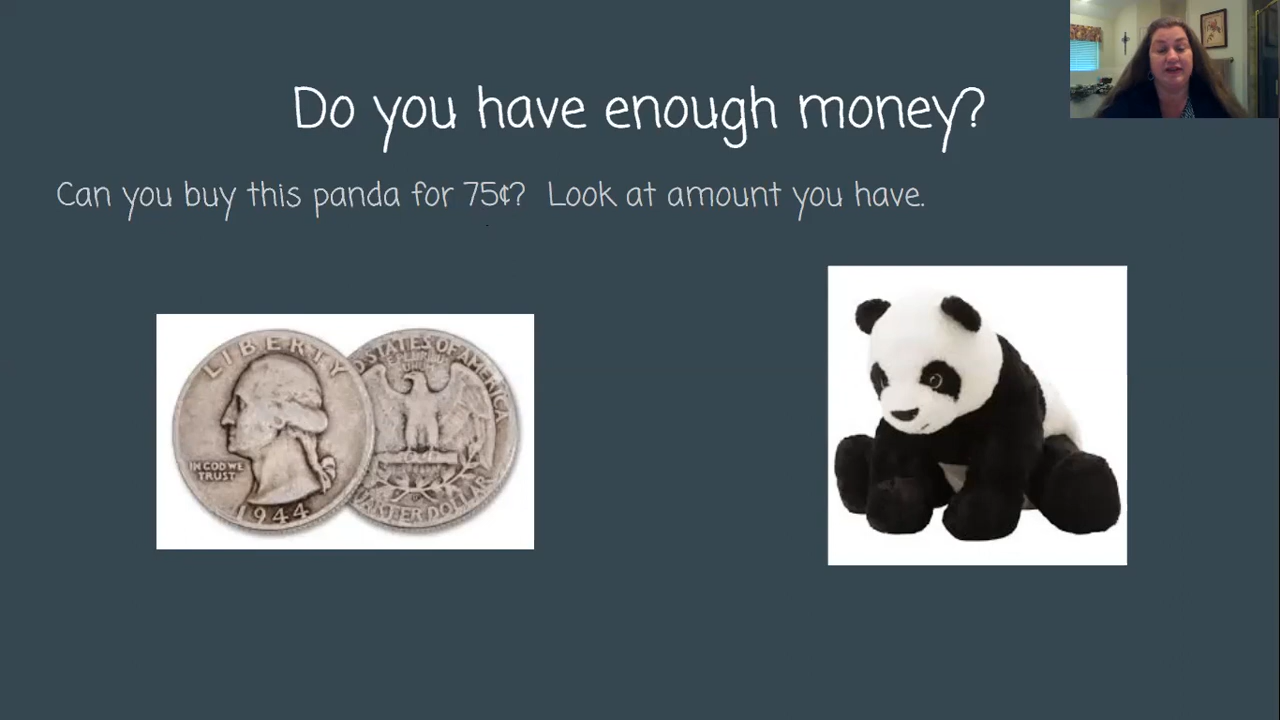 Do you have enough money?
Can you buy this panda for 75¢? Look at amount you have.
LIBERTY
IN GOD WE
TRUST
1944
STATES OF AMERICA
QUARTER DOLLAR